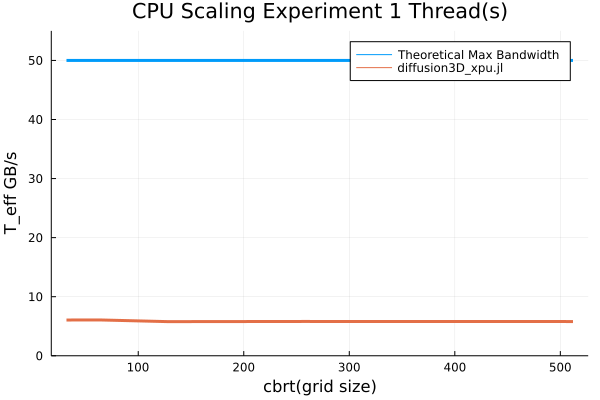 CPU Scaling Experiment 1 Thread(s)
Theoretical Max Bandwidth
diffusion3D_xpu.jl
T_eff GB/s
50
40
30
20
10
0
100 200 300 400 500
cbrt(grid size)